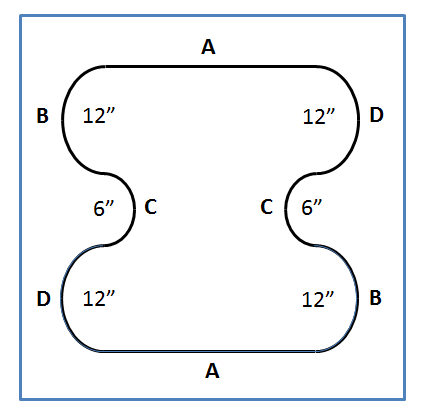 A
B 12” 12” D
6” C C 6”
D 12” 12” B
A